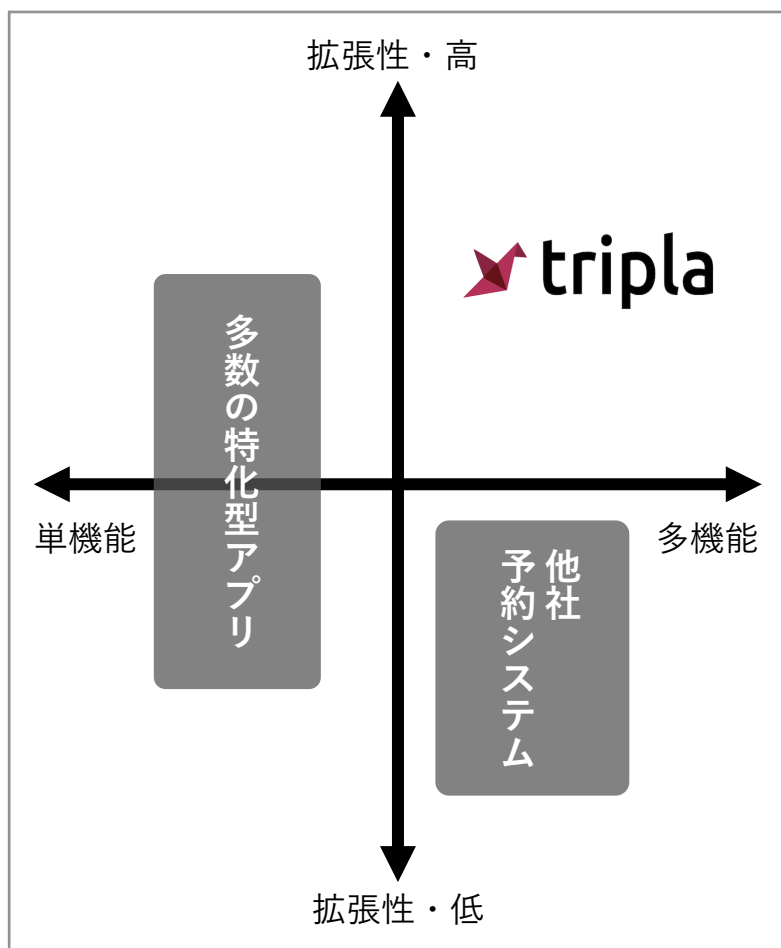 拡張性・高
tripla
多数の特化型アプリ
単機能
多機能
他社
予約システム
拡張性・低